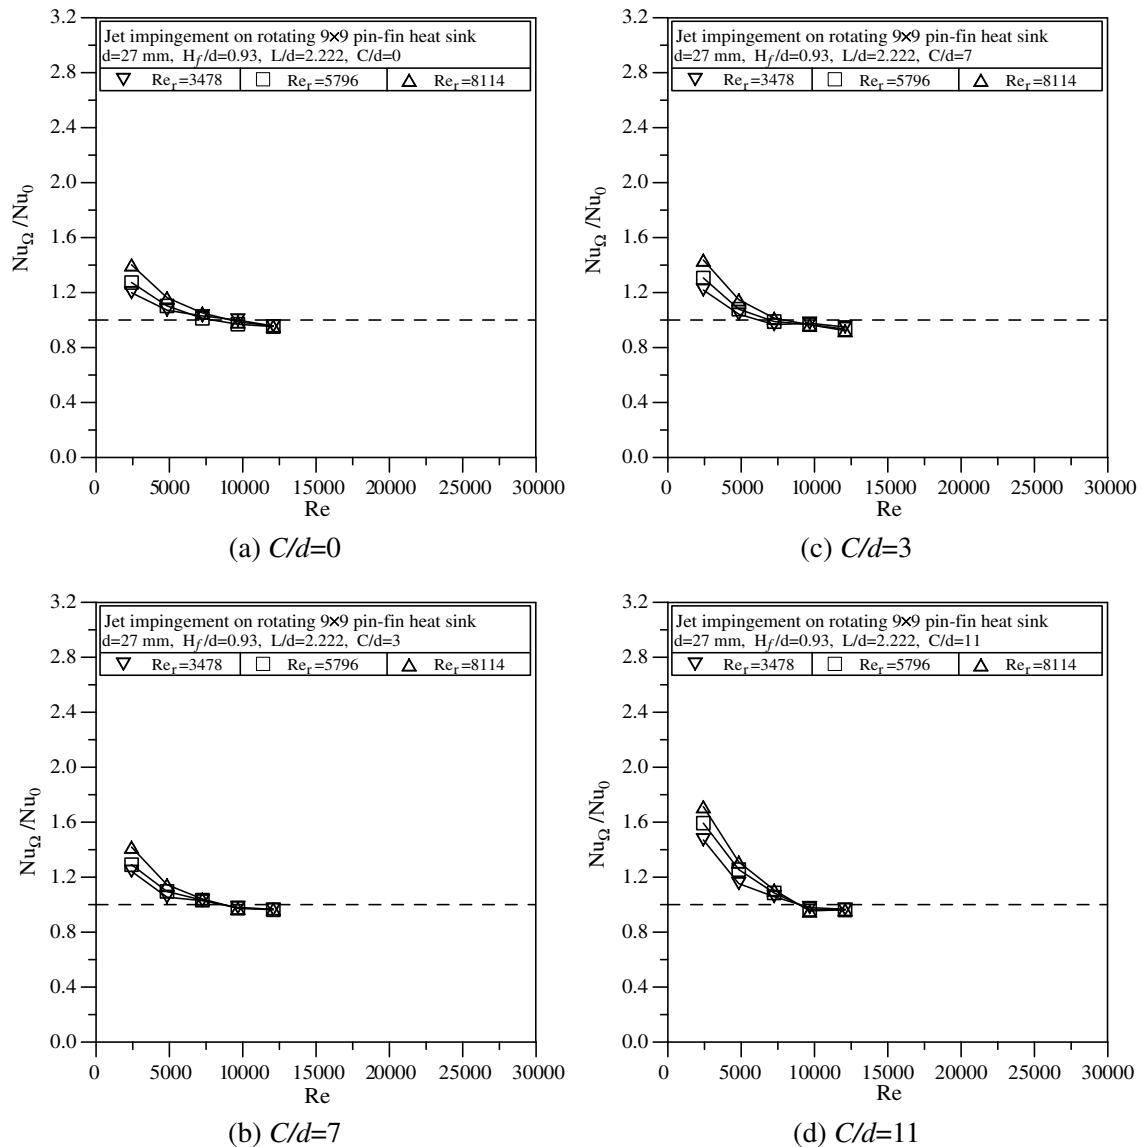 3.2
2.8
2.4
2.0
1.6
1.2
0.8
0.4
0.0
Nu_Ω/Nu_0
Jet impingement on rotating 9×9 pin-fin heat sink
d=27 mm, H_f/d=0.93, L/d=2.222, C/d=0
Re_r=3478 Re_r=5796 Re_r=8114
0 5000 10000 15000 20000 25000 30000
Re
(a) C/d=0
3.2
2.8
2.4
2.0
1.6
1.2
0.8
0.4
0.0
Nu_Ω/Nu_0
Jet impingement on rotating 9×9 pin-fin heat sink
d=27 mm, H_f/d=0.93, L/d=2.222, C/d=7
Re_r=3478 Re_r=5796 Re_r=8114
0 5000 10000 15000 20000 25000 30000
Re
(c) C/d=3
3.2
2.8
2.4
2.0
1.6
1.2
0.8
0.4
0.0
Nu_Ω/Nu_0
Jet impingement on rotating 9×9 pin-fin heat sink
d=27 mm, H_f/d=0.93, L/d=2.222, C/d=3
Re_r=3478 Re_r=5796 Re_r=8114
0 5000 10000 15000 20000 25000 30000
Re
(b) C/d=7
3.2
2.8
2.4
2.0
1.6
1.2
0.8
0.4
0.0
Nu_Ω/Nu_0
Jet impingement on rotating 9×9 pin-fin heat sink
d=27 mm, H_f/d=0.93, L/d=2.222, C/d=11
Re_r=3478 Re_r=5796 Re_r=8114
0 5000 10000 15000 20000 25000 30000
Re
(d) C/d=11